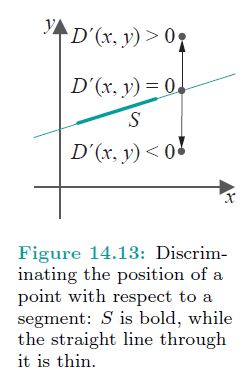 y
D′(x, y) > 0
D′(x, y) = 0
S
D′(x, y) < 0
x
Figure 14.13: Discrim-
inating the position of a
point with respect to a
segment: S is bold, while
the straight line through
it is thin.